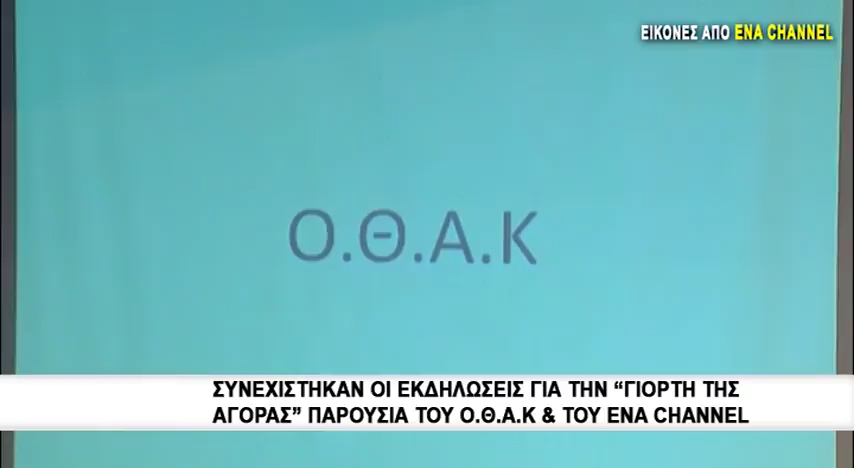 ΕΙΚΟΝΕΣ ΑΠΟ ΕΝΑ CHANNEL
Ο.Θ.Α.Κ
ΣΥΝΕΧΙΣΤΗΚΑΝ ΟΙ ΕΚΔΗΛΩΣΕΙΣ ΓΙΑ ΤΗΝ “ΓΙΟΡΤΗ ΤΗΣ
ΑΓΟΡΑΣ” ΠΑΡΟΥΣΙΑ ΤΟΥ Ο.Θ.Α.Κ & ΤΟΥ ΕΝΑ CHANNEL